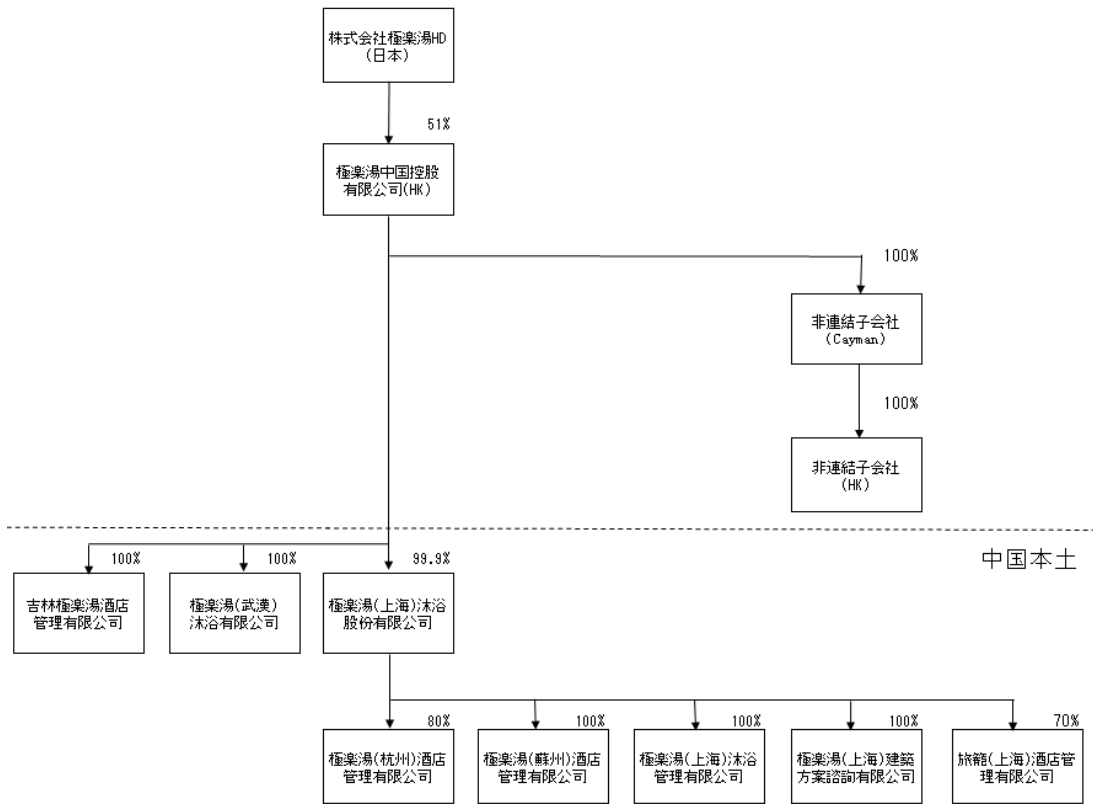 株式会社極楽湯HD
(日本)
51%
極楽湯中国控股
有限公司(HK)
100%
非連結子会社
(Cayman)
100%
非連結子会社
(HK)
中国本土
100%
100%
99.9%
吉林極楽湯酒店
管理有限公司
極楽湯(武漢)
沐浴有限公司
極楽湯(上海)沐浴
股份有限公司
80%
100%
100%
100%
70%
極楽湯(杭州)酒店
管理有限公司
極楽湯(蘇州)酒店
管理有限公司
極楽湯(上海)沐浴
管理有限公司
極楽湯(上海)建築
方案諮詢有限公司
旅籠(上海)酒店管
理有限公司